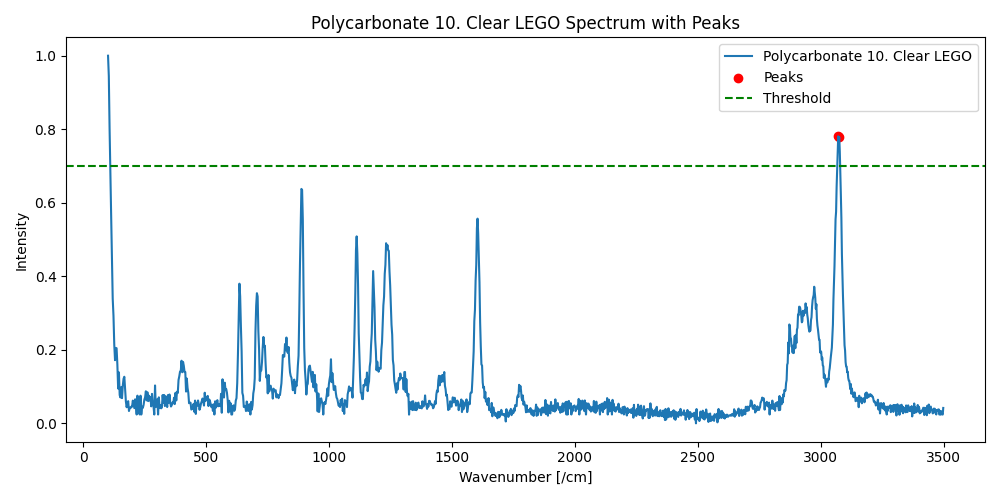 Polycarbonate 10. Clear LEGO Spectrum with Peaks
Polycarbonate 10. Clear LEGO
Peaks
Threshold
Intensity
1.0
0.8
0.6
0.4
0.2
0.0
0 500 1000 1500 2000 2500 3000 3500
Wavenumber [/cm]